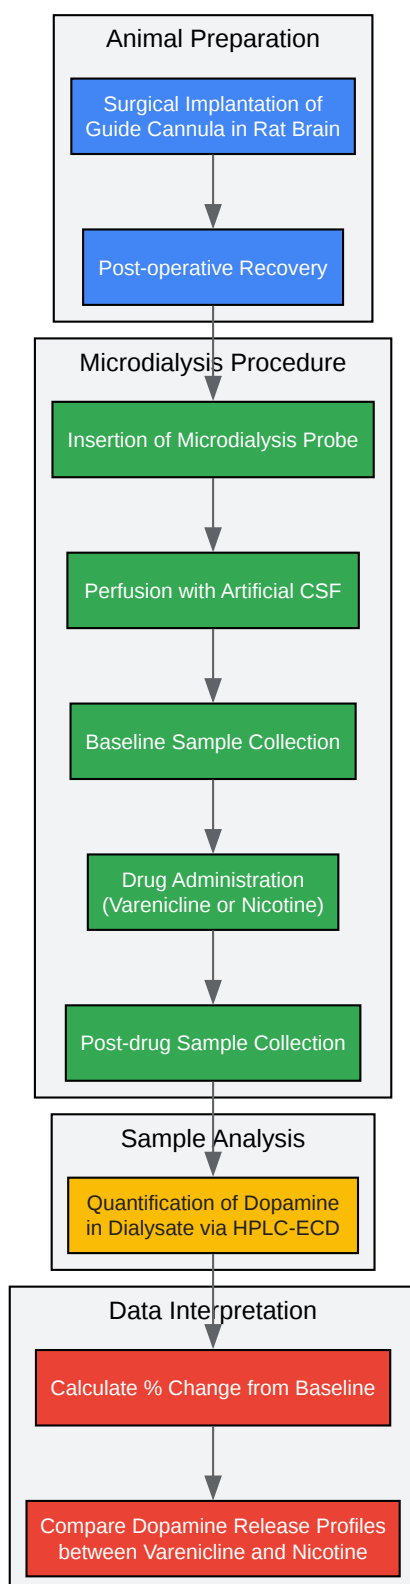 Animal Preparation
Surgical Implantation of
Guide Cannula in Rat Brain
Post-operative Recovery
Microdialysis Procedure
Insertion of Microdialysis Probe
Perfusion with Artificial CSF
Baseline Sample Collection
Drug Administration
(Varenicline or Nicotine)
Post-drug Sample Collection
Sample Analysis
Quantification of Dopamine
in Dialysate via HPLC-ECD
Data Interpretation
Calculate % Change from Baseline
Compare Dopamine Release Profiles
between Varenicline and Nicotine